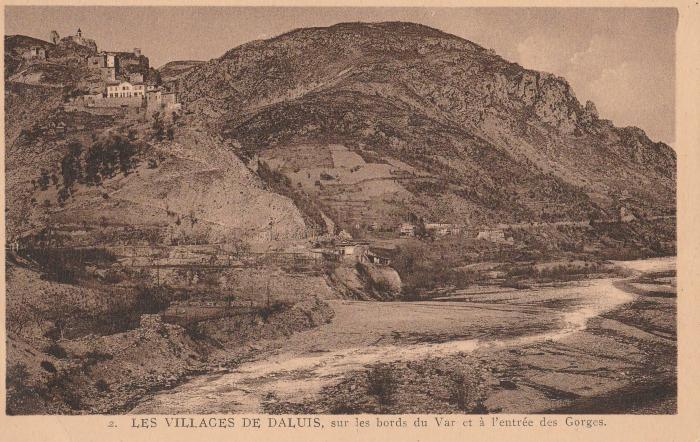 2. LES VILLAGES DE DALUIS, sur les bords du Var et à l'entrée des Gorges.